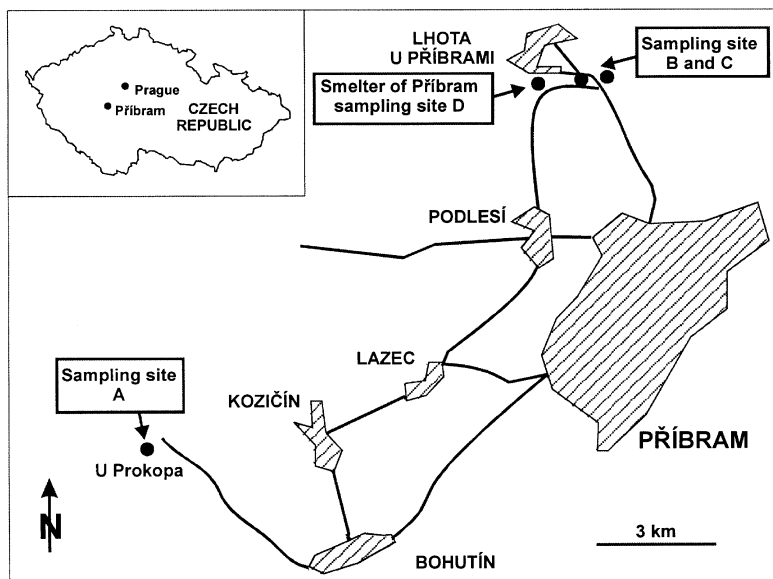 Prague
Příbram
CZECH
REPUBLIC
LHOTA
U PŘÍBRAMI
Sampling site
B and C
Smelter of Příbram
sampling site D
PODLESÍ
LAZEC
Sampling site
A
KOZIČÍN
PŘÍBRAM
U Prokopa
N
3 km
BOHUTÍN